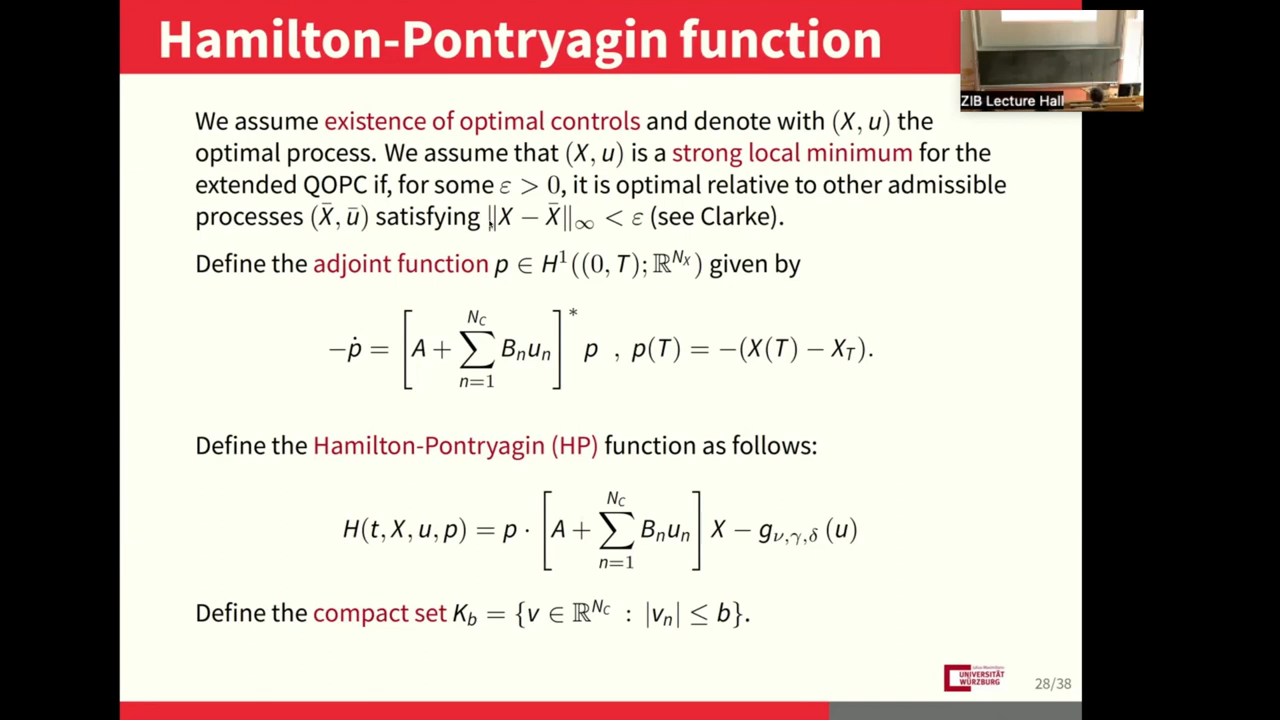 Hamilton-Pontryagin function
ZIB Lecture Hall
We assume existence of optimal controls and denote with (X, u) the
optimal process. We assume that (X, u) is a strong local minimum for the
extended QOPC if, for some ε > 0, it is optimal relative to other admissible
processes (X̄, ū) satisfying ‖X − X̄‖∞ < ε (see Clarke).
Define the adjoint function p ∈ H¹((0, T); ℝ^{N_X}) given by
−ṗ = [A + ∑_{n=1}^{N_C} B_n u_n]^* p , p(T) = −(X(T) − X_T).
Define the Hamilton-Pontryagin (HP) function as follows:
H(t, X, u, p) = p · [A + ∑_{n=1}^{N_C} B_n u_n] X − g_{ν,γ,δ} (u)
Define the compact set K_b = {v ∈ ℝ^{N_C} : |v_n| ≤ b}.
Julius-Maximilians-
UNIVERSITÄT
WÜRZBURG
28/38